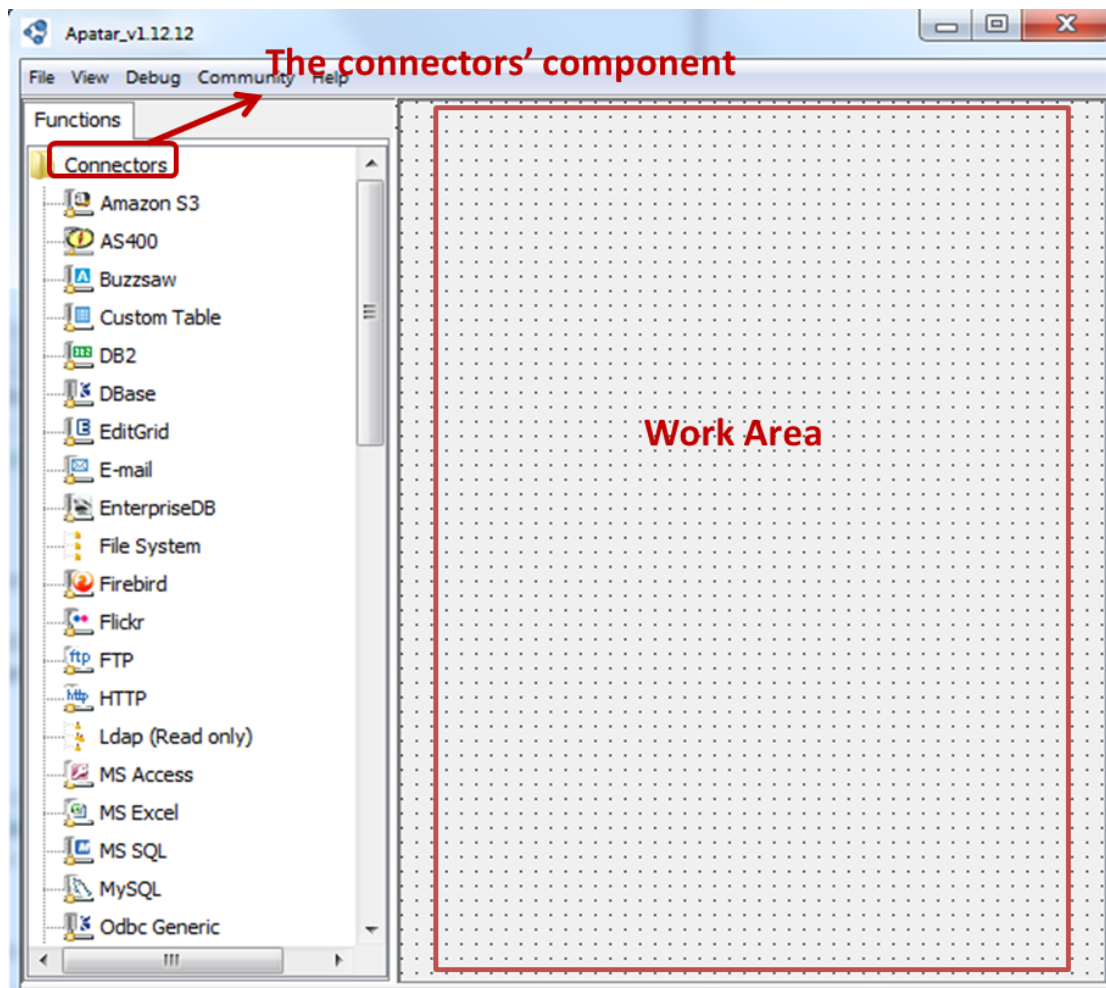 Apatar_v1.12.12
The connectors' component
File View Debug Community Help
Functions
Connectors
Amazon S3
AS400
Buzzsaw
Custom Table
DB2
DBase
EditGrid
E-mail
EnterpriseDB
File System
Firebird
Flickr
ftp FTP
http HTTP
Ldap (Read only)
MS Access
MS Excel
MS SQL
MySQL
Odbc Generic
Work Area